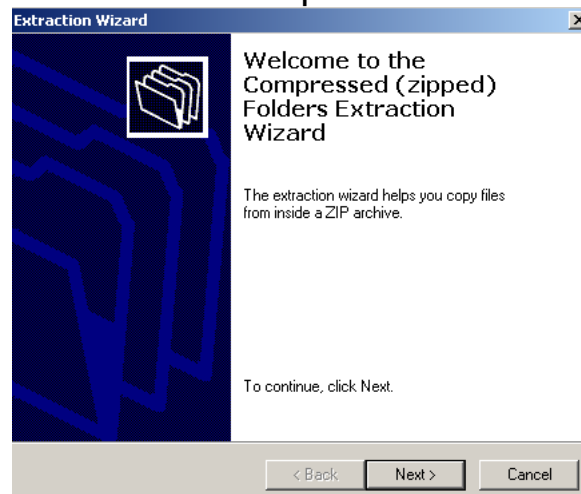 Extraction Wizard
Welcome to the
Compressed (zipped)
Folders Extraction
Wizard
The extraction wizard helps you copy files
from inside a ZIP archive.
To continue, click Next.
< Back Next > Cancel